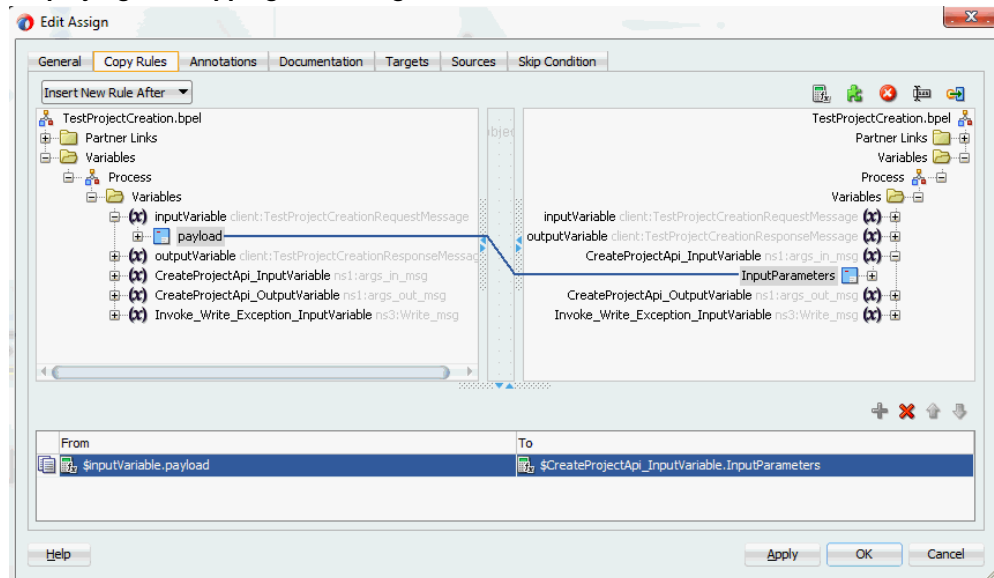 Edit Assign
General Copy Rules Annotations Documentation Targets Sources Skip Condition
Insert New Rule After
TestProjectCreation.bpel
Partner Links
Variables
Process
Variables
inputVariable client:TestProjectCreationRequestMessage
payload
outputVariable client:TestProjectCreationResponseMessag
CreateProjectApi_InputVariable ns1:args_in_msg
CreateProjectApi_OutputVariable ns1:args_out_msg
Invoke_Write_Exception_InputVariable ns3:Write_msg
TestProjectCreation.bpel
Partner Links
Variables
Process
Variables
inputVariable client:TestProjectCreationRequestMessage
outputVariable client:TestProjectCreationResponseMessage
CreateProjectApi_InputVariable ns1:args_in_msg
InputParameters
CreateProjectApi_OutputVariable ns1:args_out_msg
Invoke_Write_Exception_InputVariable ns3:Write_msg
From To
$inputVariable.payload $CreateProjectApi_InputVariable.InputParameters
Help Apply OK Cancel